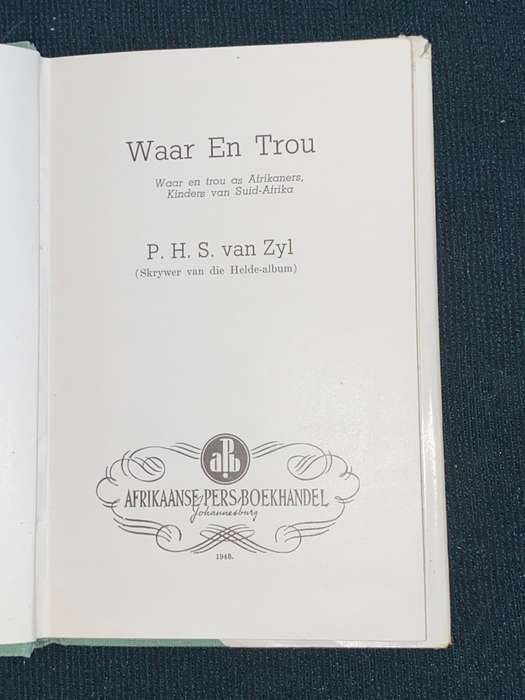 Waar En Trou
Waar en trou as Afrikaners,
Kinders van Suid-Afrika
P. H. S. van Zyl
(Skrywer van die Helde-album)
aPb
AFRIKAANSE PERS-BOEKHANDEL
Johannesburg
1948.